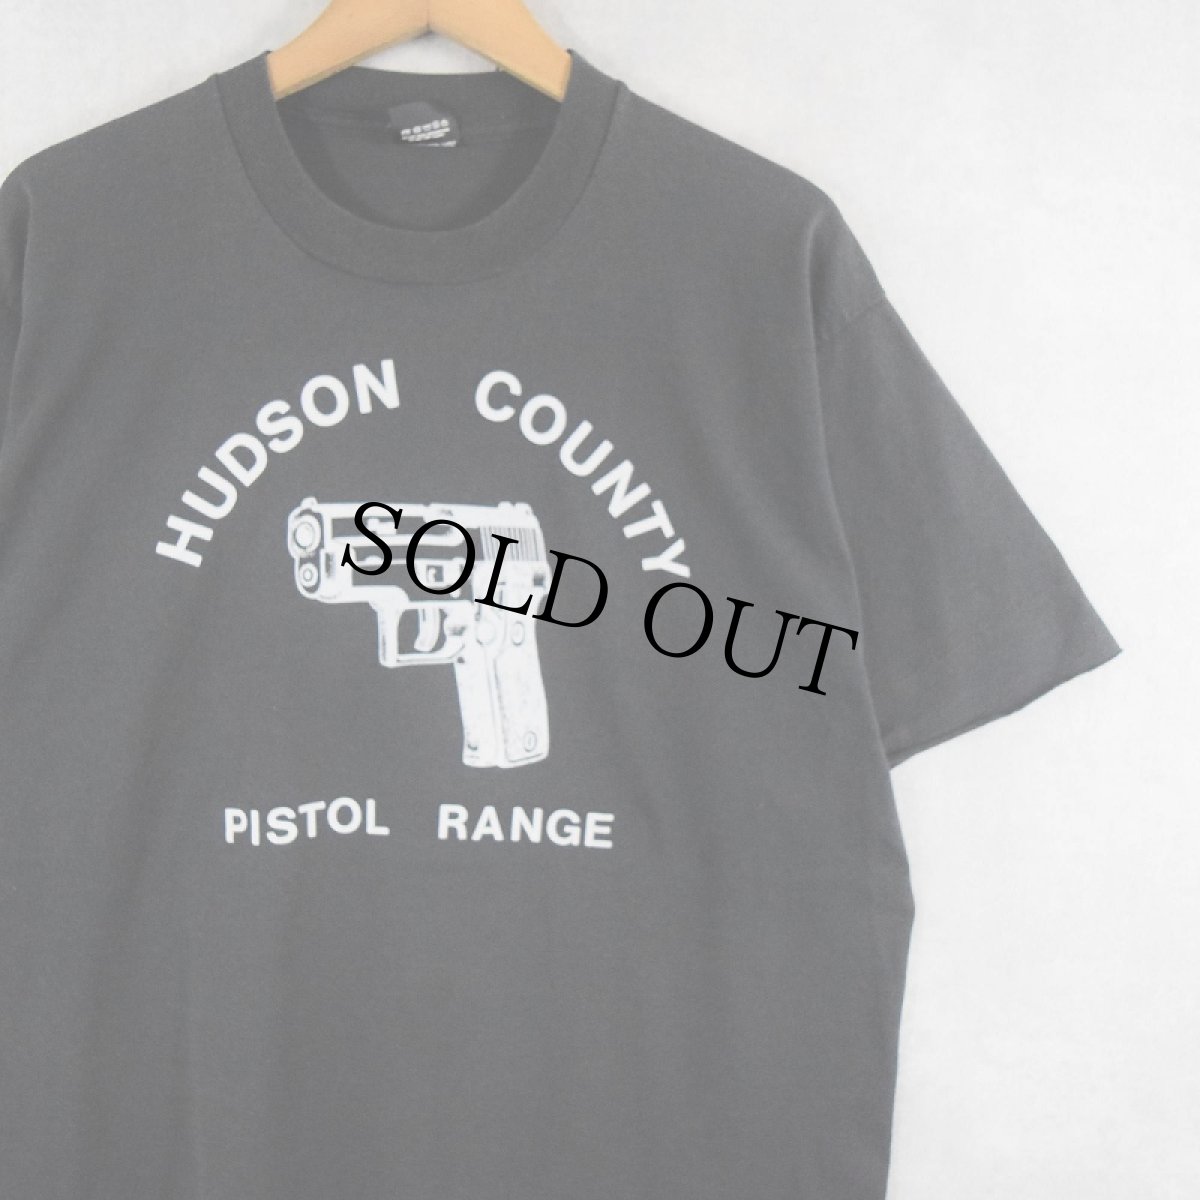 HUDSON COUNTY
SOLD OUT
PISTOL RANGE